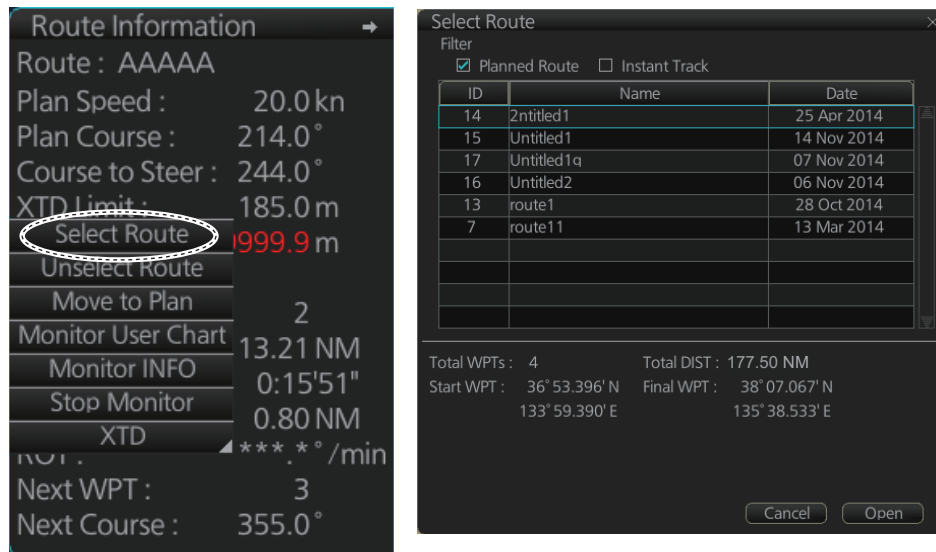 Route Information
Route : AAAAA
Plan Speed : 20.0 kn
Plan Course : 214.0°
Course to Steer : 244.0°
XTD Limit : 185.0 m
Select Route 9999.9 m
Unselect Route
Move to Plan 2
Monitor User Chart 13.21 NM
Monitor INFO 0:15'51"
Stop Monitor 0.80 NM
XTD
ROT : ***.*°/min
Next WPT : 3
Next Course : 355.0°
Select Route
Filter
Planned Route Instant Track
ID Name Date
14 2ntitled1 25 Apr 2014
15 Untitled1 14 Nov 2014
17 Untitled1q 07 Nov 2014
16 Untitled2 06 Nov 2014
13 route1 28 Oct 2014
7 route11 13 Mar 2014
Total WPTs : 4 Total DIST : 177.50 NM
Start WPT : 36°53.396' N Final WPT : 38°07.067' N
133°59.390' E 135°38.533' E
Cancel Open